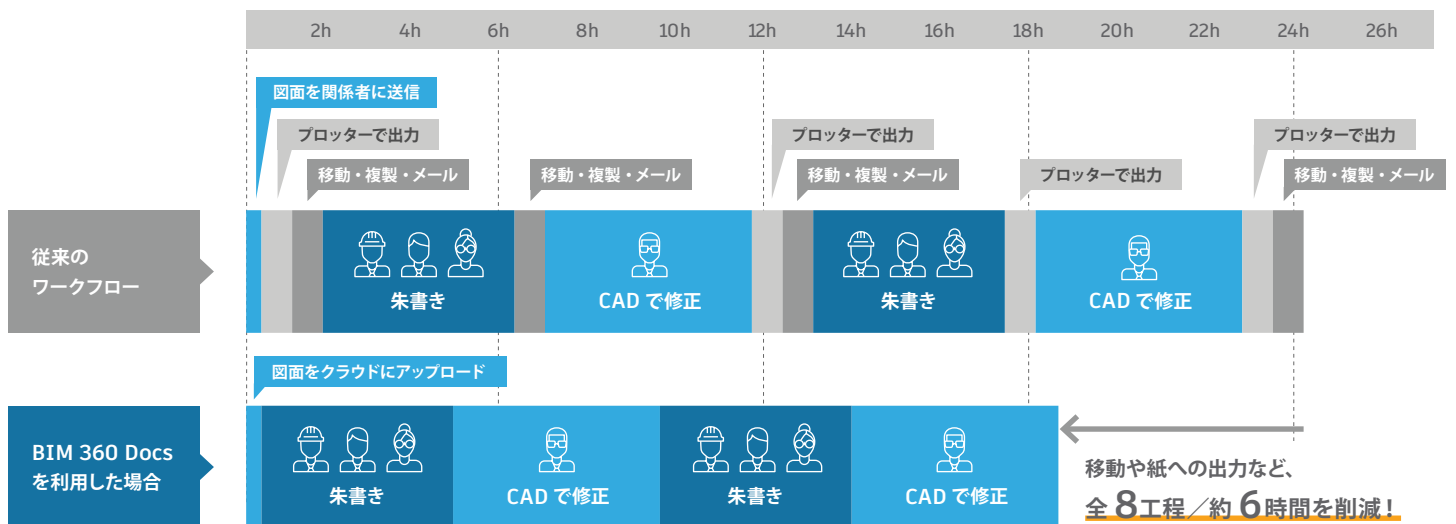 2h 4h 6h 8h 10h 12h 14h 16h 18h 20h 22h 24h 26h
図面を関係者に送信
プロッターで出力
プロッターで出力
プロッターで出力
移動・複製・メール
移動・複製・メール
移動・複製・メール
プロッターで出力
移動・複製・メール
従来の
ワークフロー
朱書き
CAD で修正
朱書き
CAD で修正
図面をクラウドにアップロード
BIM 360 Docs
を利用した場合
朱書き
CAD で修正
朱書き
CAD で修正
移動や紙への出力など、
全8工程／約6時間を削減！